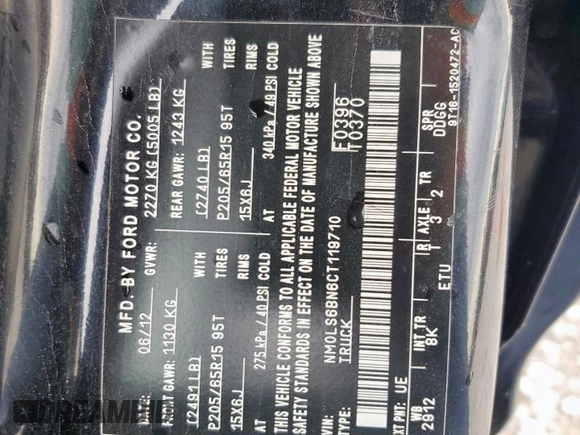 MFD. BY FORD MOTOR CO.
06/12 GVWR: 2270 KG (5005 LB)
FRONT GAWR: 1130 KG REAR GAWR: 1243 KG
(2491 LB) (2740 LB)
P205/65R15 95T TIRES P205/65R15 95T TIRES
15X6J RIMS 15X6J RIMS
AT 275 kPa / 40 PSI COLD AT 340 kPa / 49 PSI COLD
THIS VEHICLE CONFORMS TO ALL APPLICABLE FEDERAL MOTOR VEHICLE
SAFETY STANDARDS IN EFFECT ON THE DATE OF MANUFACTURE SHOWN ABOVE
VIN: NM0LS6BN6CT119710 F0396
TYPE: TRUCK T0370
EXT PNT: UE
WB INT TR R AXLE TR SPR
2912 8K 1 3 2 DDGG
ETU
9T16-1520472-AC
DREAMBID